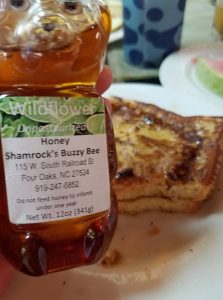 Wildflower
Unpasteurized
Honey
Shamrock's Buzzy Bee
115 W. South Railroad St
Four Oaks, NC 27524
919-247-6852
Do not feed honey to infants
under one year
Net Wt. 12oz (341g)